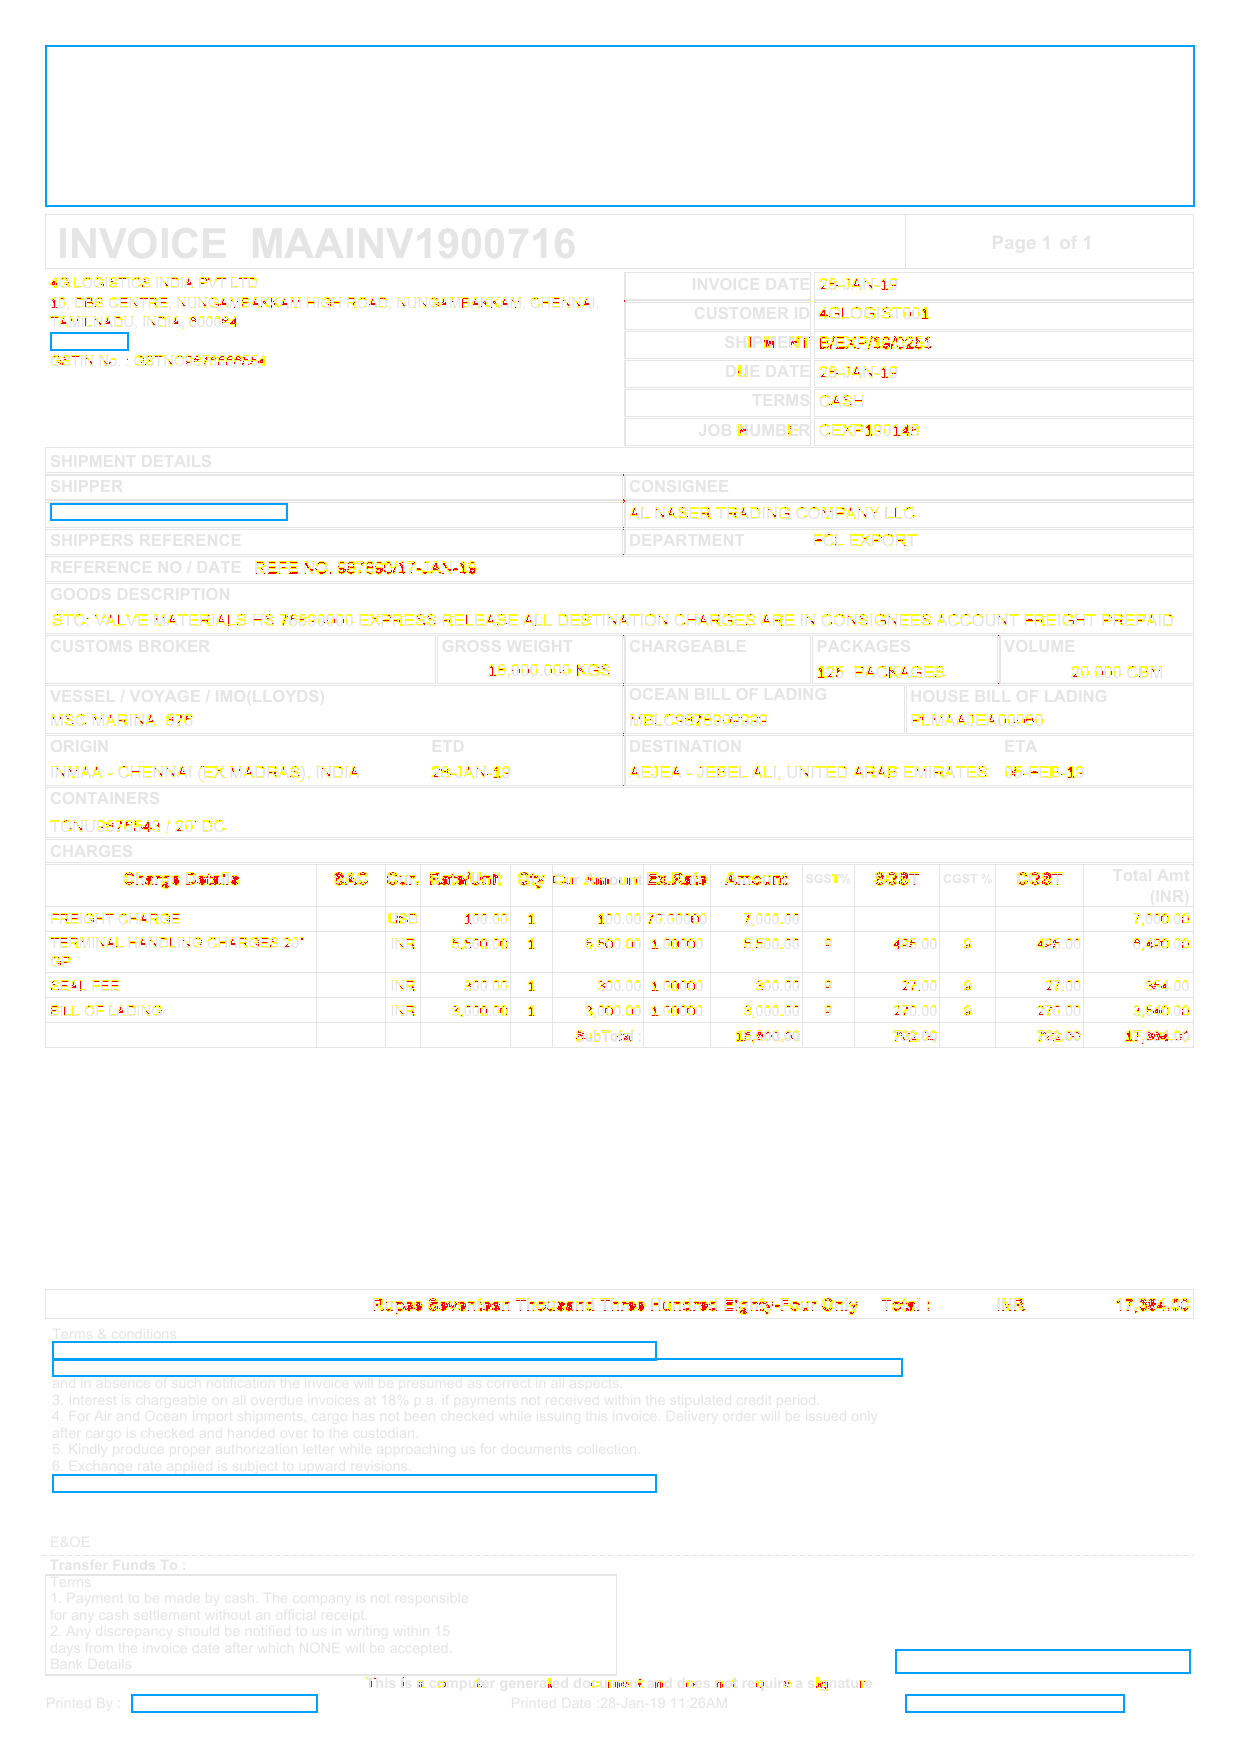 INVOICE MAAINV1900716
Page 1 of 1
4G LOGISTICS INDIA PVT LTD
10, DBS CENTRE, NUNGAMBAKKAM HIGH ROAD, NUNGAMBAKKAM, CHENNAI,
TAMILNADU, INDIA, 600034
GSTIN No. : GSTNO9876666554
INVOICE DATE 28-JAN-19
CUSTOMER ID 4GLOGIST001
SHIPMENT B/EXP/19/0251
DUE DATE 28-JAN-19
TERMS CASH
JOB NUMBER CEXP190148
SHIPMENT DETAILS
SHIPPER CONSIGNEE
AL NASER TRADING COMPANY LLC
SHIPPERS REFERENCE DEPARTMENT FCL EXPORT
REFERENCE NO / DATE REFE NO. 987890/17-JAN-19
GOODS DESCRIPTION
STC: VALVE MATERIALS HS 76890000 EXPRESS RELEASE ALL DESTINATION CHARGES ARE IN CONSIGNEES ACCOUNT FREIGHT PREPAID
CUSTOMS BROKER GROSS WEIGHT CHARGEABLE PACKAGES VOLUME
18,000.000 KGS 125 PACKAGES 20.000 CBM
VESSEL / VOYAGE / IMO(LLOYDS) OCEAN BILL OF LADING HOUSE BILL OF LADING
MSC MARINA 876 MBLC9878909999 PLMAAJEA00060
ORIGIN ETD DESTINATION ETA
INMAA - CHENNAI (EX MADRAS), INDIA 28-JAN-19 AEJEA - JEBEL ALI, UNITED ARAB EMIRATES 05-FEB-19
CONTAINERS
TCNU9876543 / 20' DC
CHARGES
Charge Details SAC Cur. Rate/Unit Qty Cur Amount Ex.Rate Amount SGST% SGST CGST % CGST Total Amt
(INR)
FREIGHT CHARGE USD 100.00 1 100.00 70.00000 7,000.00 7,000.00
TERMINAL HANDLING CHARGES 20' INR 5,500.00 1 5,500.00 1.00000 5,500.00 9 495.00 9 495.00 6,490.00
GP
SEAL FEE INR 300.00 1 300.00 1.00000 300.00 9 27.00 9 27.00 354.00
BILL OF LADING INR 3,000.00 1 3,000.00 1.00000 3,000.00 9 270.00 9 270.00 3,540.00
SubTotal : 15,800.00 792.00 792.00 17,384.00
Rupee Seventeen Thousand Three Hundred Eighty-Four Only Total : INR 17,384.00
Terms & conditions
and in absence of such notification the invoice will be presumed as correct in all aspects.
3. Interest is chargeable on all overdue invoices at 18% p.a. if payments not received within the stipulated credit period.
4. For Air and Ocean Import shipments, cargo has not been checked while issuing this invoice. Delivery order will be issued only
after cargo is checked and handed over to the custodian.
5. Kindly produce proper authorization letter while approaching us for documents collection.
6. Exchange rate applied is subject to upward revisions.
E&OE
Transfer Funds To :
Terms
1. Payment to be made by cash. The company is not responsible
for any cash settlement without an official receipt.
2. Any discrepancy should be notified to us in writing within 15
days from the invoice date after which NONE will be accepted.
Bank Details
This is a computer generated document and does not require a signature
Printed By : Printed Date :28-Jan-19 11:26AM